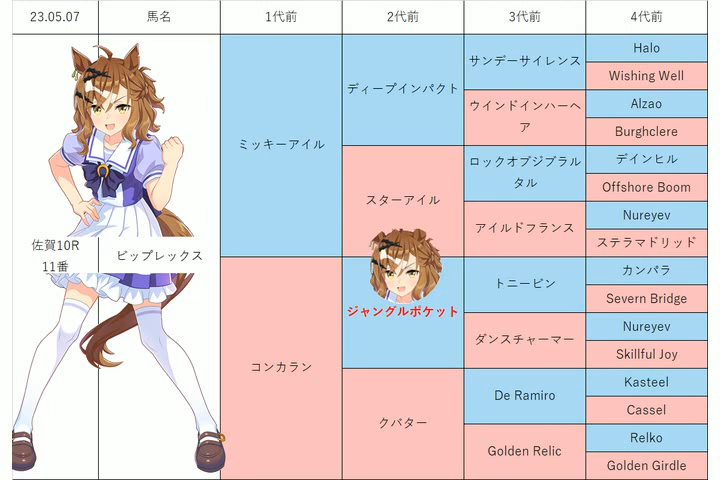 23.05.07 馬名 1代前 2代前 3代前 4代前
佐賀10R
11番
ビップレックス
ミッキーアイル
コンカラン
ディープインパクト
スターアイル
ジャングルポケット
クバター
サンデーサイレンス
ウインドインハーヘ
ア
ロックオブジブラル
タル
アイルドフランス
トニービン
ダンスチャーマー
De Ramiro
Golden Relic
Halo
Wishing Well
Alzao
Burghclere
デインヒル
Offshore Boom
Nureyev
ステラマドリッド
カンパラ
Severn Bridge
Nureyev
Skillful Joy
Kasteel
Cassel
Relko
Golden Girdle